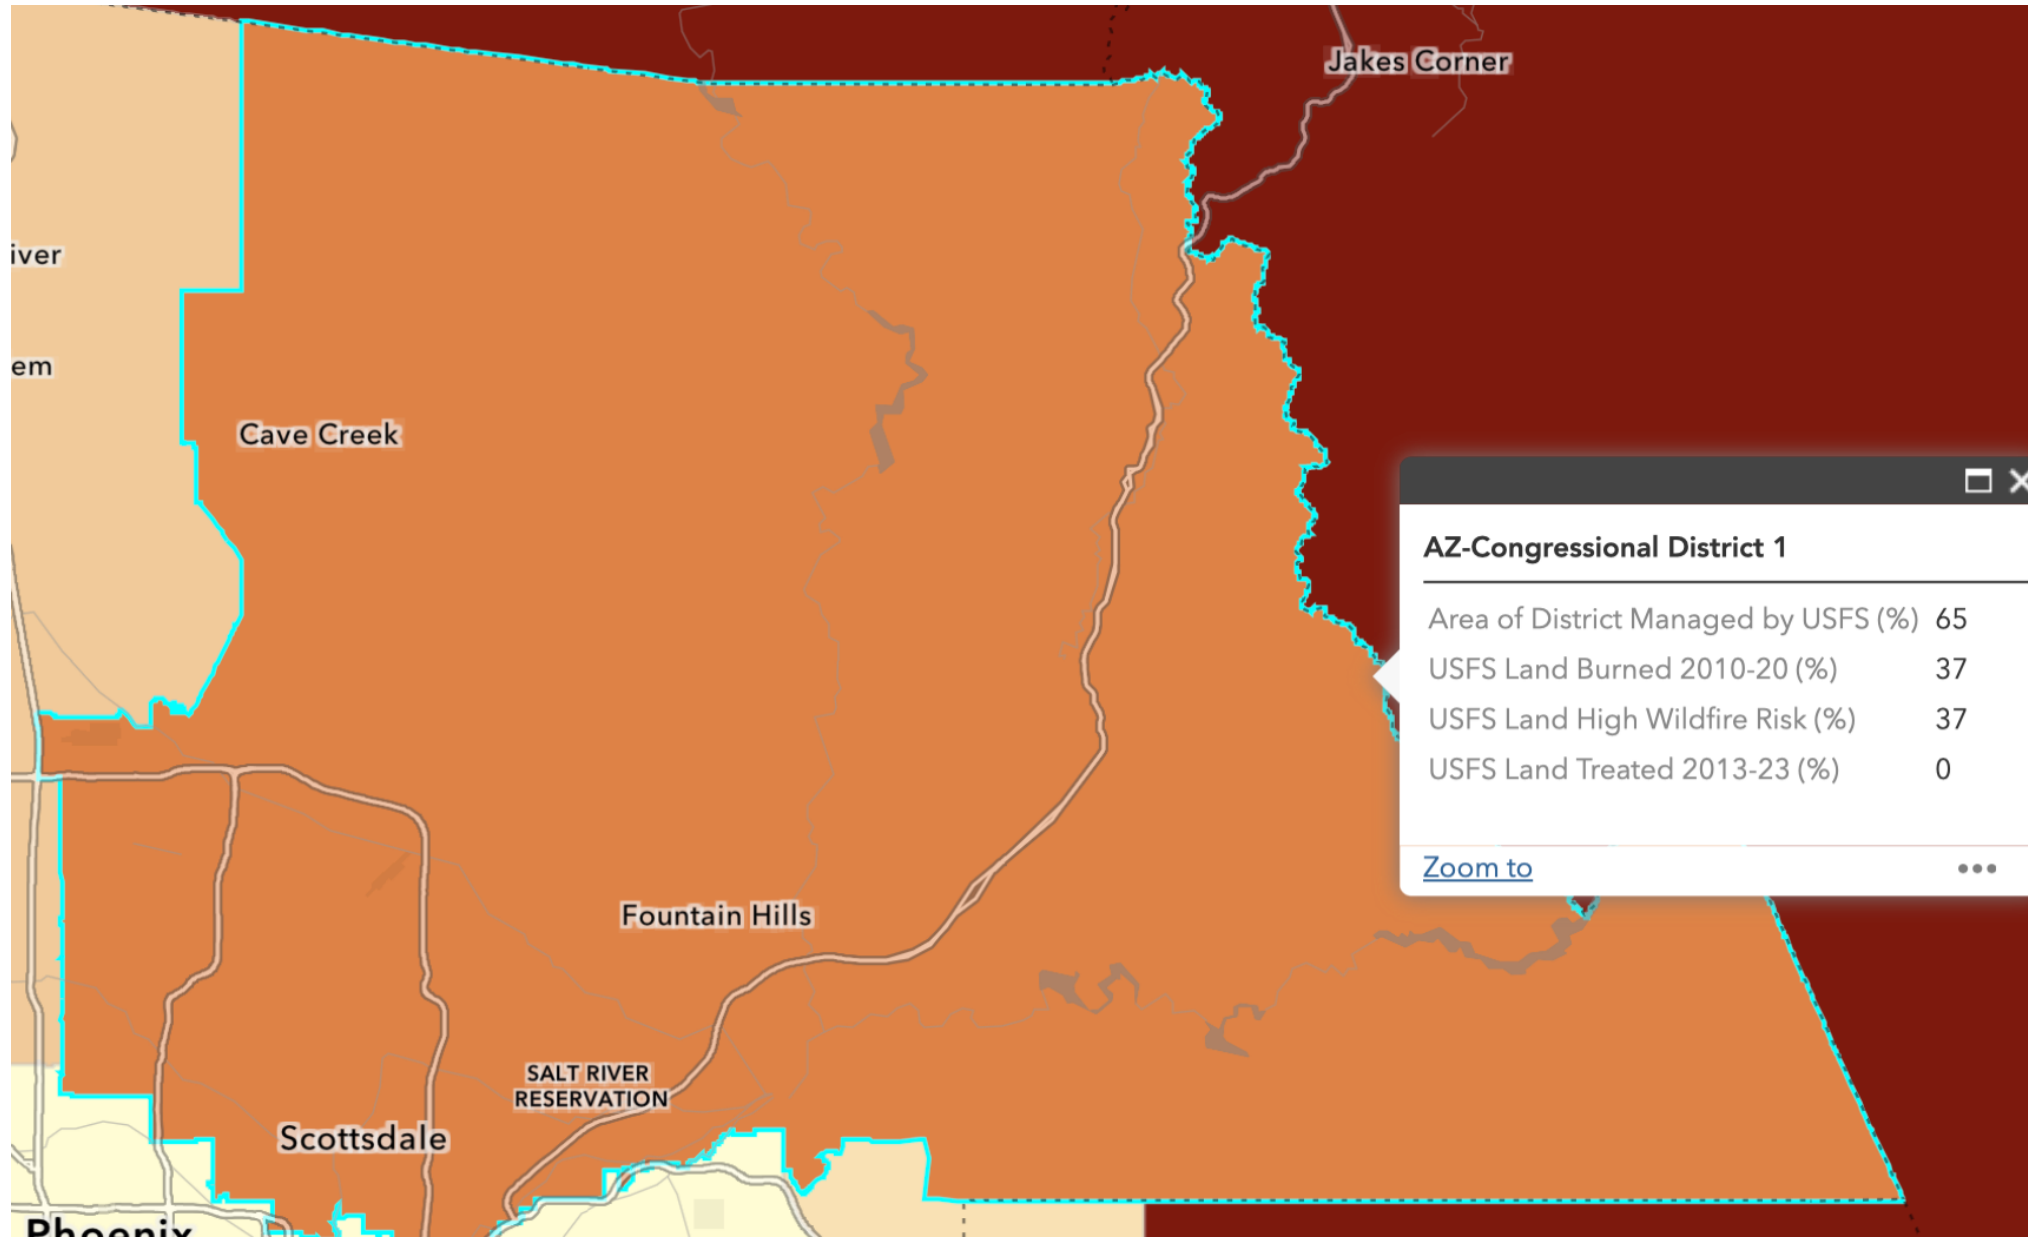 Jakes Corner
iver
em
Cave Creek
AZ-Congressional District 1
Area of District Managed by USFS (%) 65
USFS Land Burned 2010-20 (%) 37
USFS Land High Wildfire Risk (%) 37
USFS Land Treated 2013-23 (%) 0
Zoom to
Fountain Hills
SALT RIVER
RESERVATION
Scottsdale
Phoenix